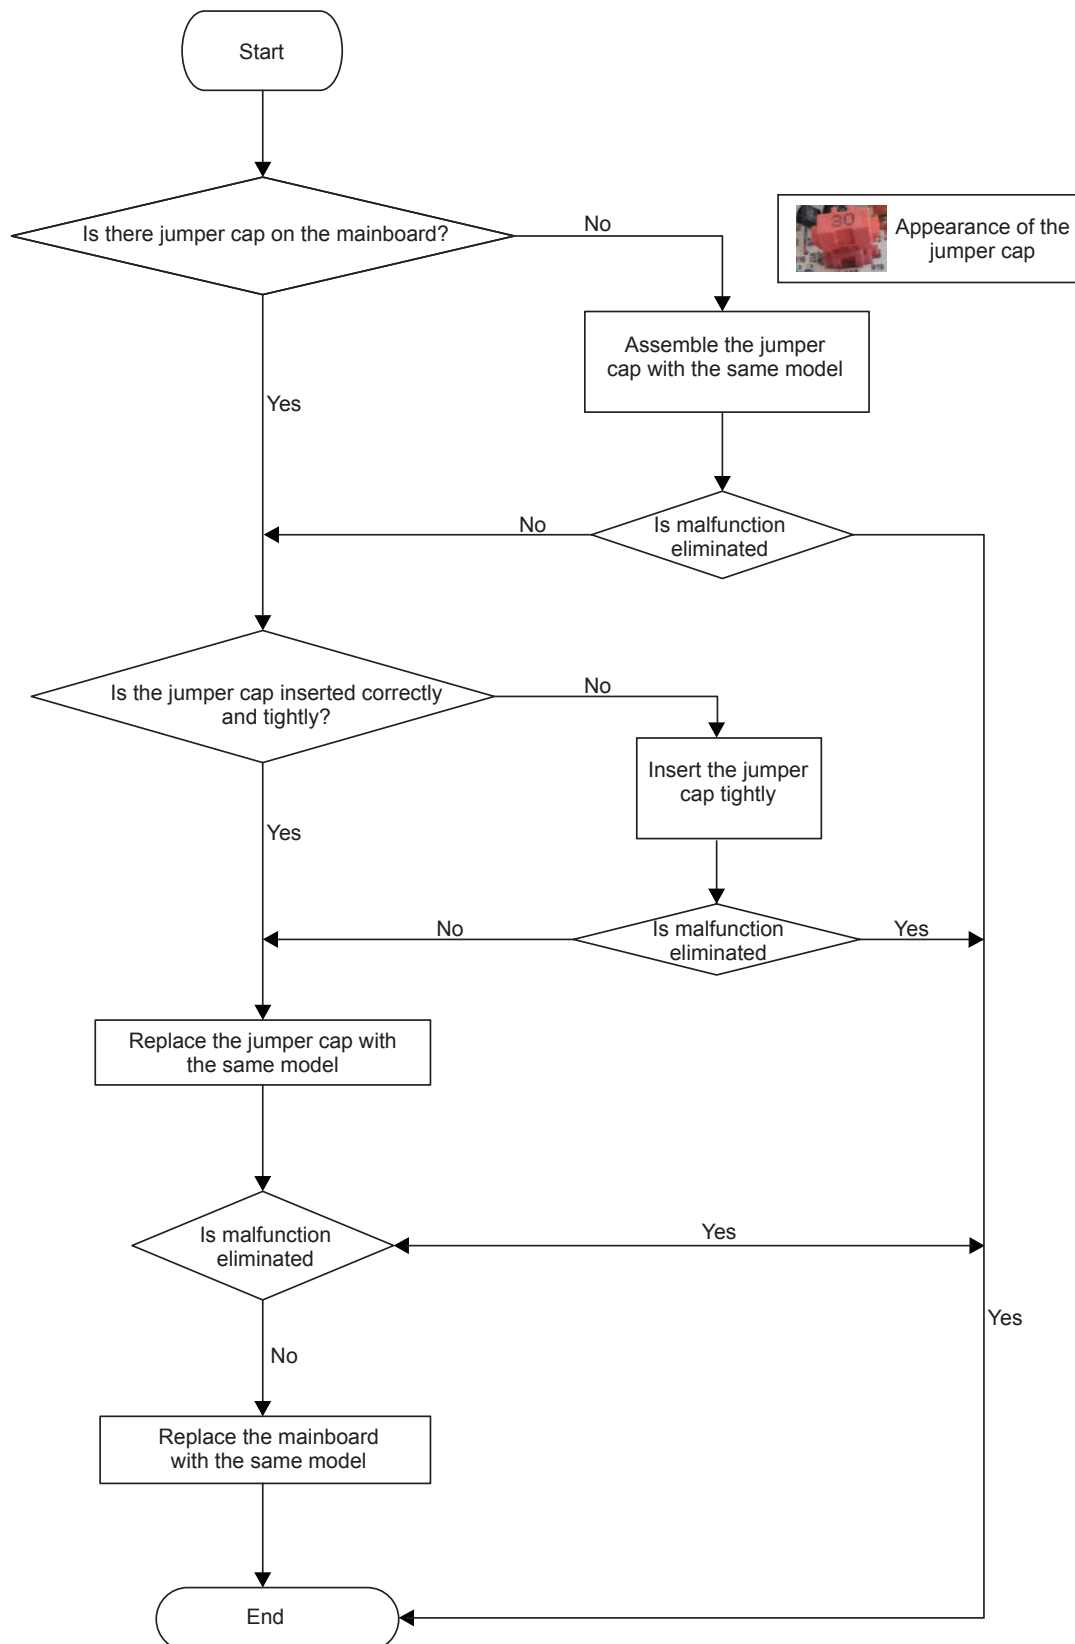 Start
Is there jumper cap on the mainboard?
No
30
Appearance of the
jumper cap
Assemble the jumper
cap with the same model
Yes
No
Is malfunction
eliminated
Is the jumper cap inserted correctly
and tightly?
No
Insert the jumper
cap tightly
Yes
No
Is malfunction
eliminated
Yes
Replace the jumper cap with
the same model
Is malfunction
eliminated
Yes
Yes
No
Replace the mainboard
with the same model
End